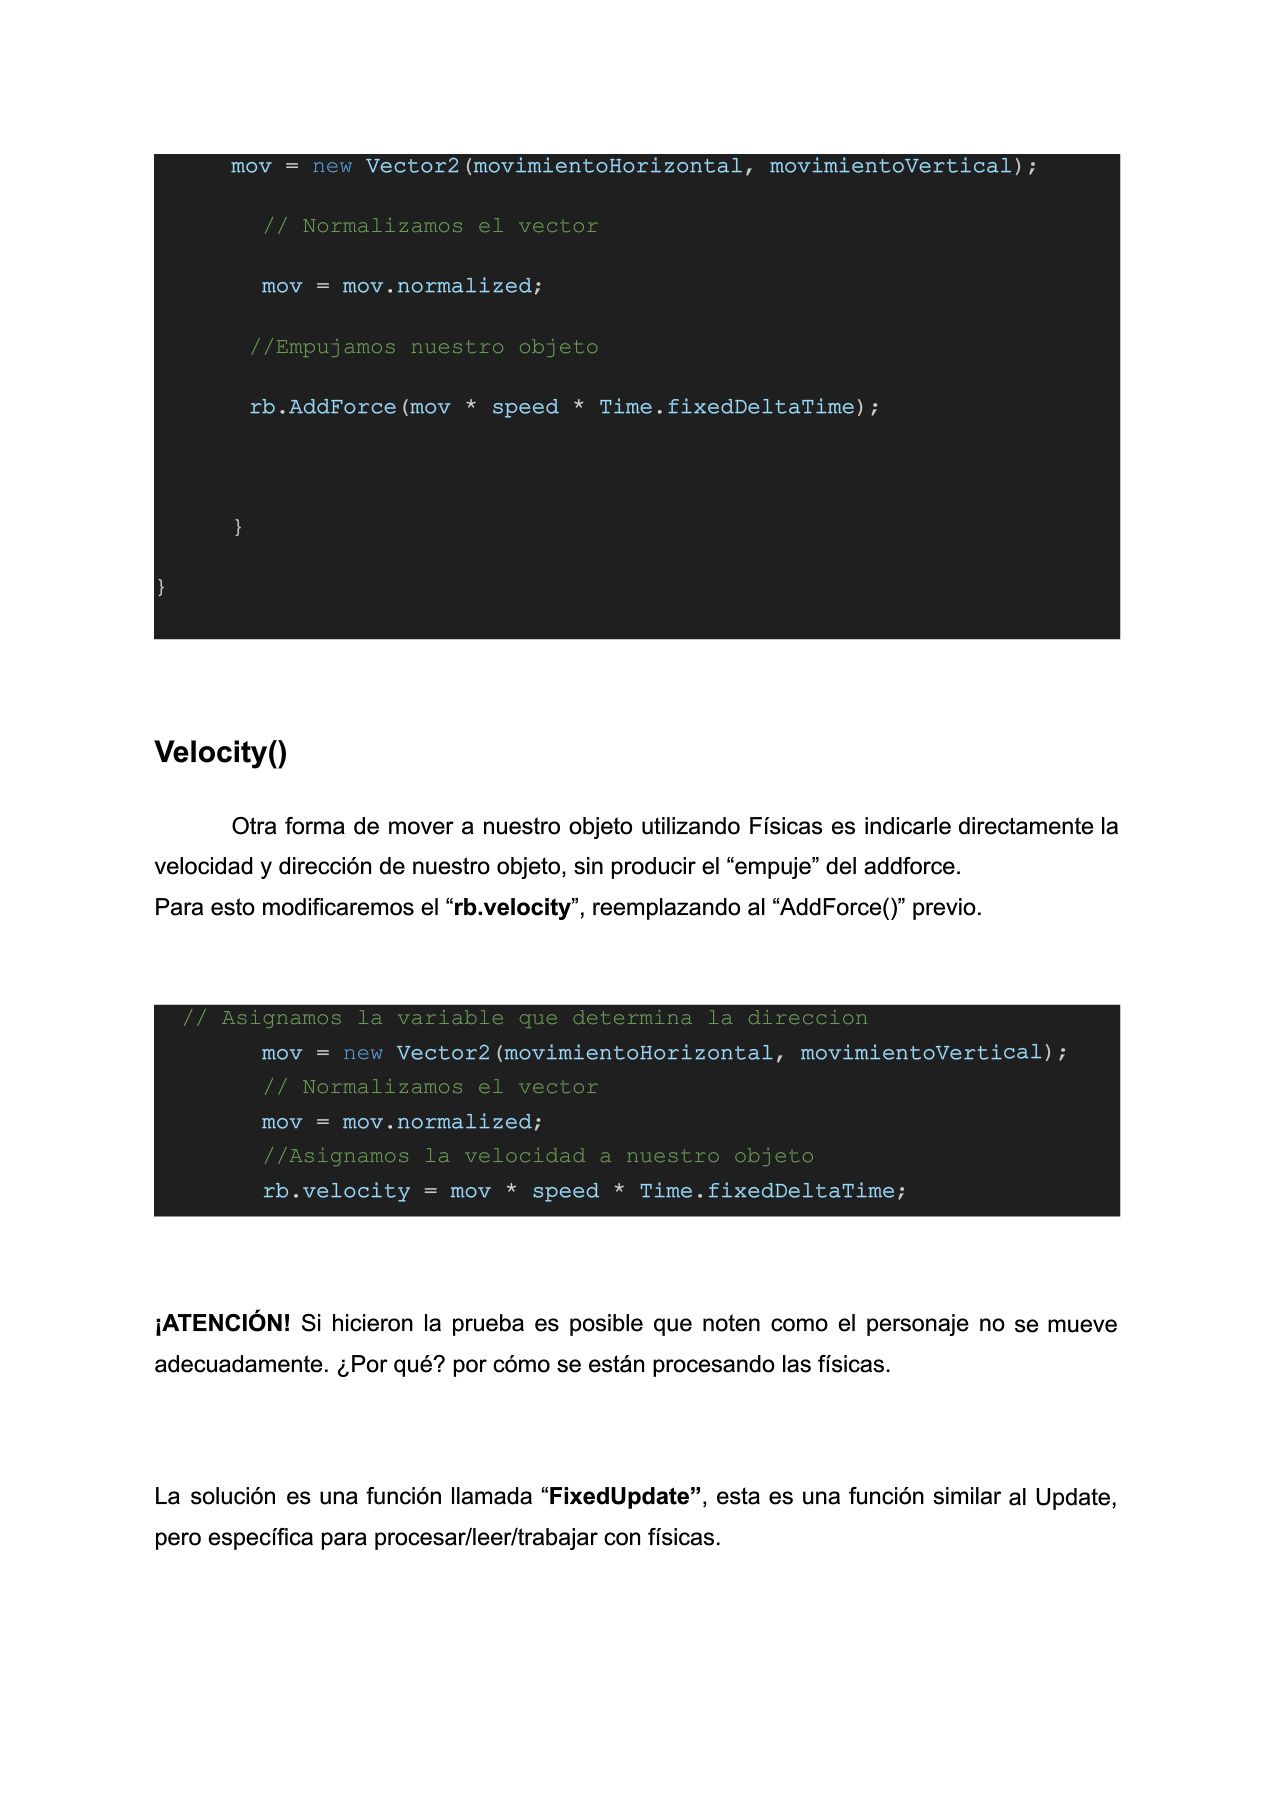 mov = new Vector2(movimientoHorizontal, movimientoVertical);
// Normalizamos el vector
mov = mov.normalized;
//Empujamos nuestro objeto
rb.AddForce(mov * speed * Time.fixedDeltaTime);
}
}
Velocity()
Otra forma de mover a nuestro objeto utilizando Físicas es indicarle directamente la
velocidad y dirección de nuestro objeto, sin producir el “empuje” del addforce.
Para esto modificaremos el “rb.velocity”, reemplazando al “AddForce()” previo.
// Asignamos la variable que determina la direccion
mov = new Vector2(movimientoHorizontal, movimientoVertical);
// Normalizamos el vector
mov = mov.normalized;
//Asignamos la velocidad a nuestro objeto
rb.velocity = mov * speed * Time.fixedDeltaTime;
¡ATENCIÓN! Si hicieron la prueba es posible que noten como el personaje no se mueve
adecuadamente. ¿Por qué? por cómo se están procesando las físicas.
La solución es una función llamada “FixedUpdate”, esta es una función similar al Update,
pero específica para procesar/leer/trabajar con físicas.